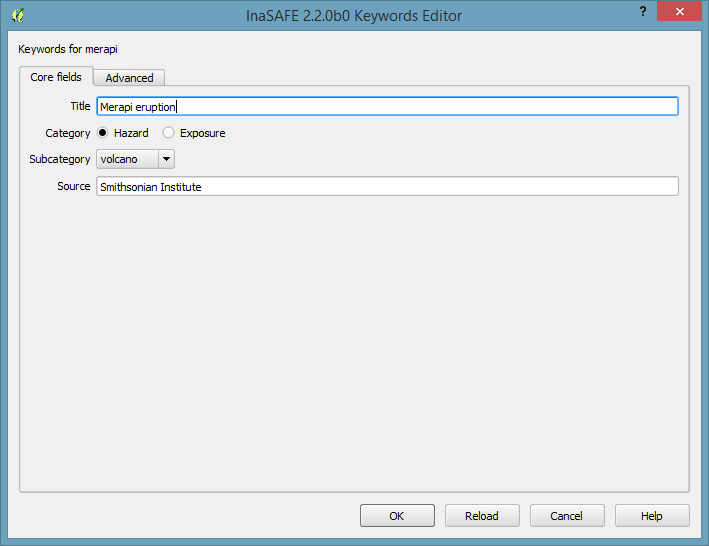 InaSAFE 2.2.0b0 Keywords Editor ?
Keywords for merapi
Core fields Advanced
Title Merapi eruption
Category Hazard Exposure
Subcategory volcano
Source Smithsonian Institute
OK Reload Cancel Help